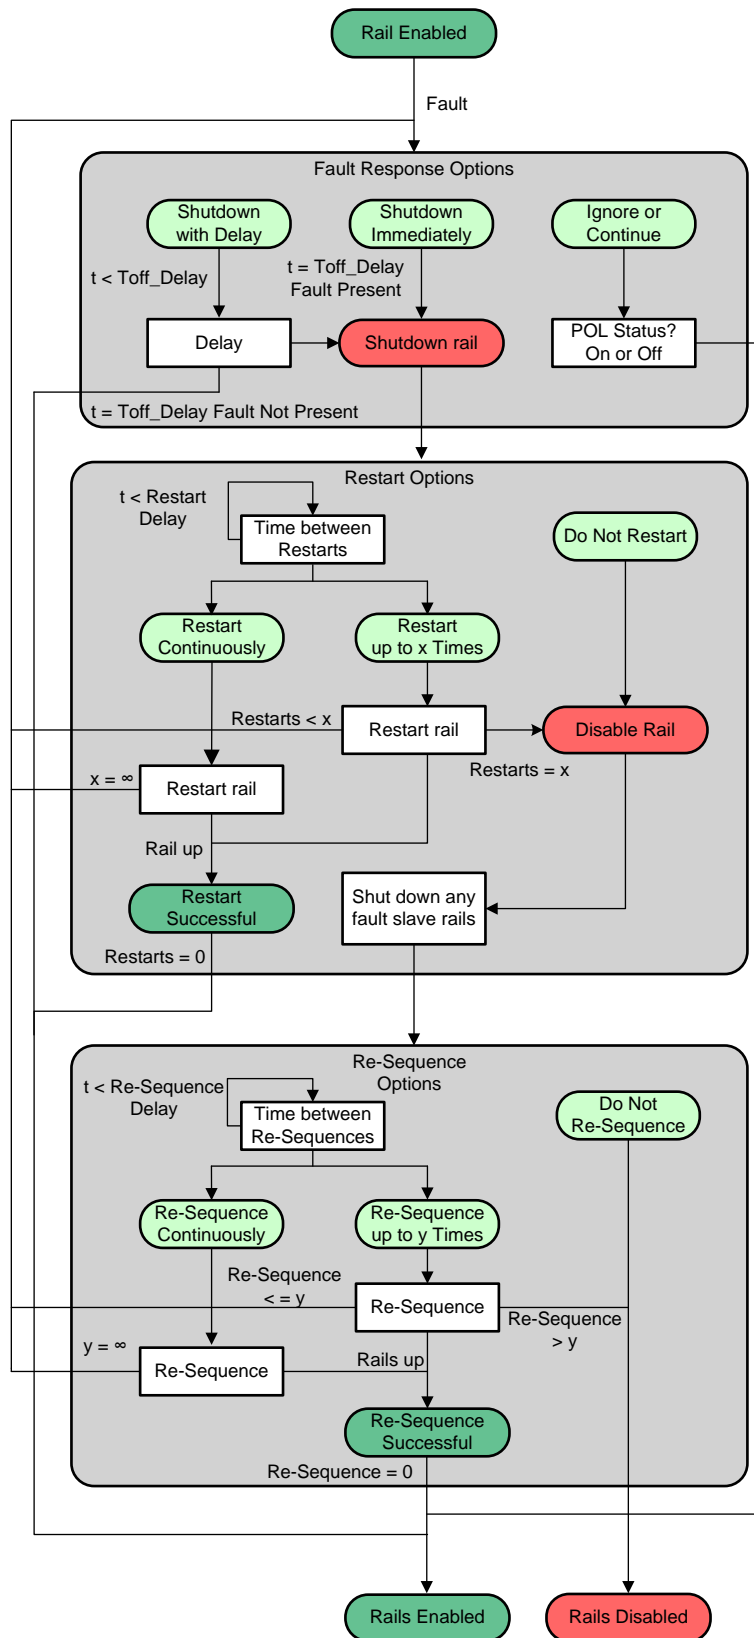 Rail Enabled
Fault
Fault Response Options
Shutdown
with Delay
Shutdown
Immediately
Ignore or
Continue
t < Toff_Delay
t = Toff_Delay
Fault Present
Delay
Shutdown rail
POL Status?
On or Off
t = Toff_Delay Fault Not Present
Restart Options
t < Restart
Delay
Time between
Restarts
Do Not Restart
Restart
Continuously
Restart
up to x Times
Restarts < x
Restart rail
Disable Rail
Restarts = x
x = ∞
Restart rail
Rail up
Restart
Successful
Shut down any
fault slave rails
Restarts = 0
Re-Sequence
Options
t < Re-Sequence
Delay
Time between
Re-Sequences
Do Not
Re-Sequence
Re-Sequence
Continuously
Re-Sequence
up to y Times
Re-Sequence
< = y
Re-Sequence
Re-Sequence
> y
y = ∞
Re-Sequence
Rails up
Re-Sequence
Successful
Re-Sequence = 0
Rails Enabled
Rails Disabled